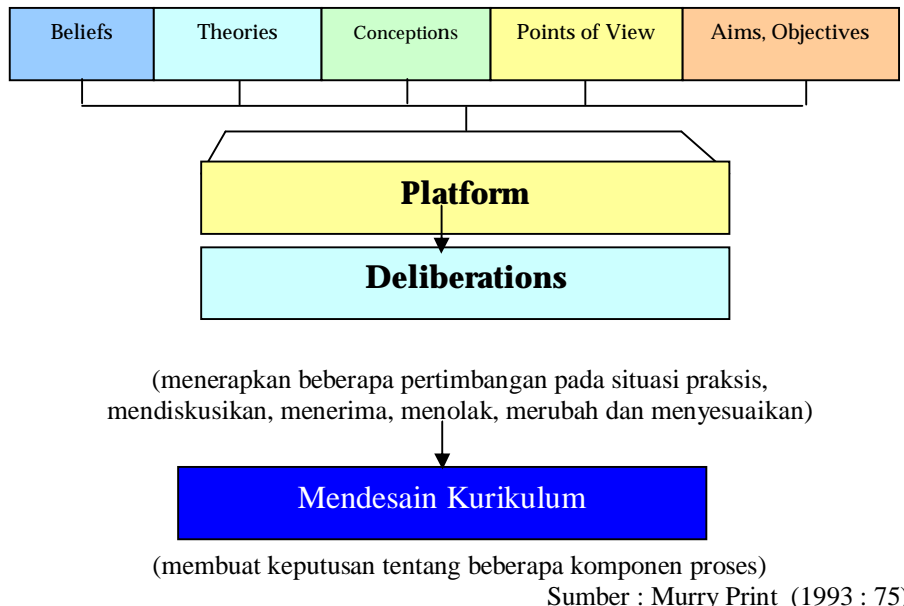 Beliefs Theories Conceptions Points of View Aims, Objectives
Platform
Deliberations
(menerapkan beberapa pertimbangan pada situasi praksis,
mendiskusikan, menerima, menolak, merubah dan menyesuaikan)
Mendesain Kurikulum
(membuat keputusan tentang beberapa komponen proses)
Sumber : Murry Print (1993 : 75)